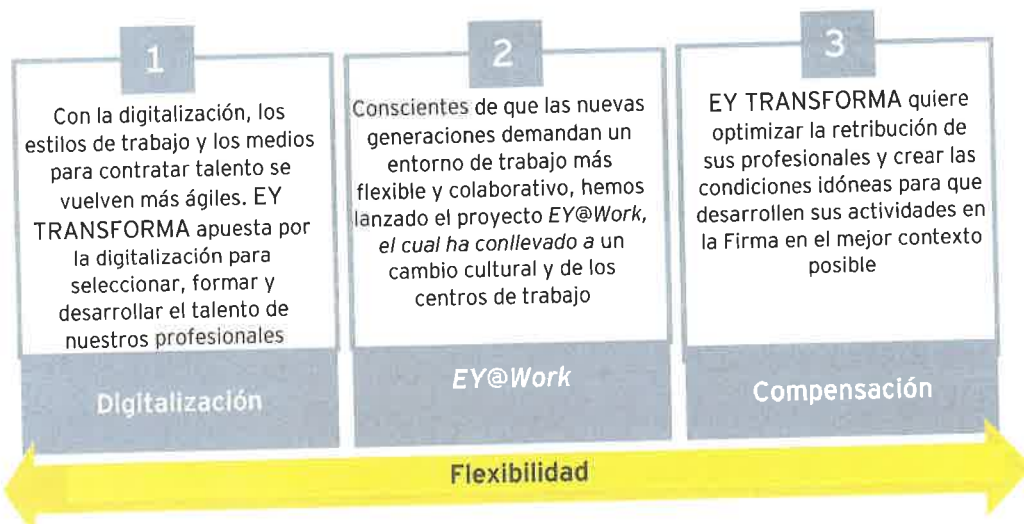 1
Con la digitalización, los
estilos de trabajo y los medios
para contratar talento se
vuelven más ágiles. EY
TRANSFORMA apuesta por
la digitalización para
seleccionar, formar y
desarrollar el talento de
nuestros profesionales
Digitalización
2
Conscientes de que las nuevas
generaciones demandan un
entorno de trabajo más
flexible y colaborativo, hemos
lanzado el proyecto EY@Work,
el cual ha conllevado a un
cambio cultural y de los
centros de trabajo
EY@Work
3
EY TRANSFORMA quiere
optimizar la retribución de
sus profesionales y crear las
condiciones idóneas para que
desarrollen sus actividades en
la Firma en el mejor contexto
posible
Compensación
Flexibilidad